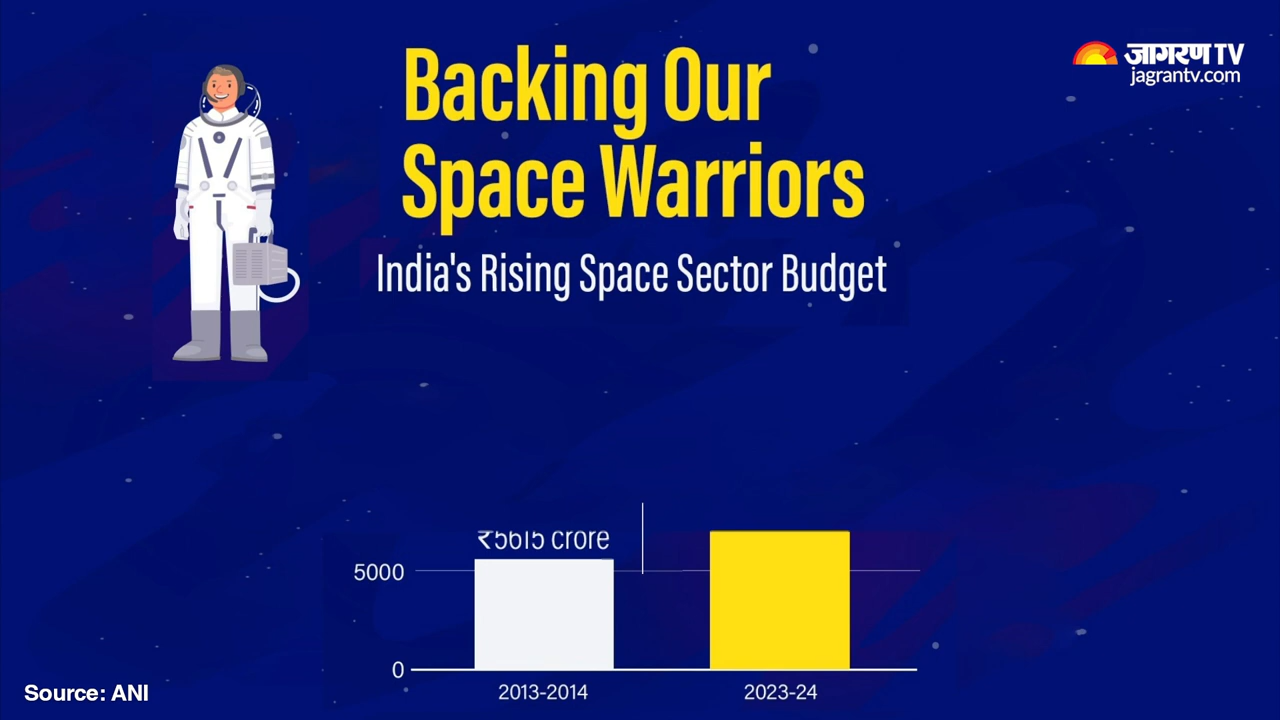 Backing Our
Space Warriors
India's Rising Space Sector Budget
जागरण TV
jagrantv.com
₹5615 crore
5000
0
2013-2014
2023-24
Source: ANI